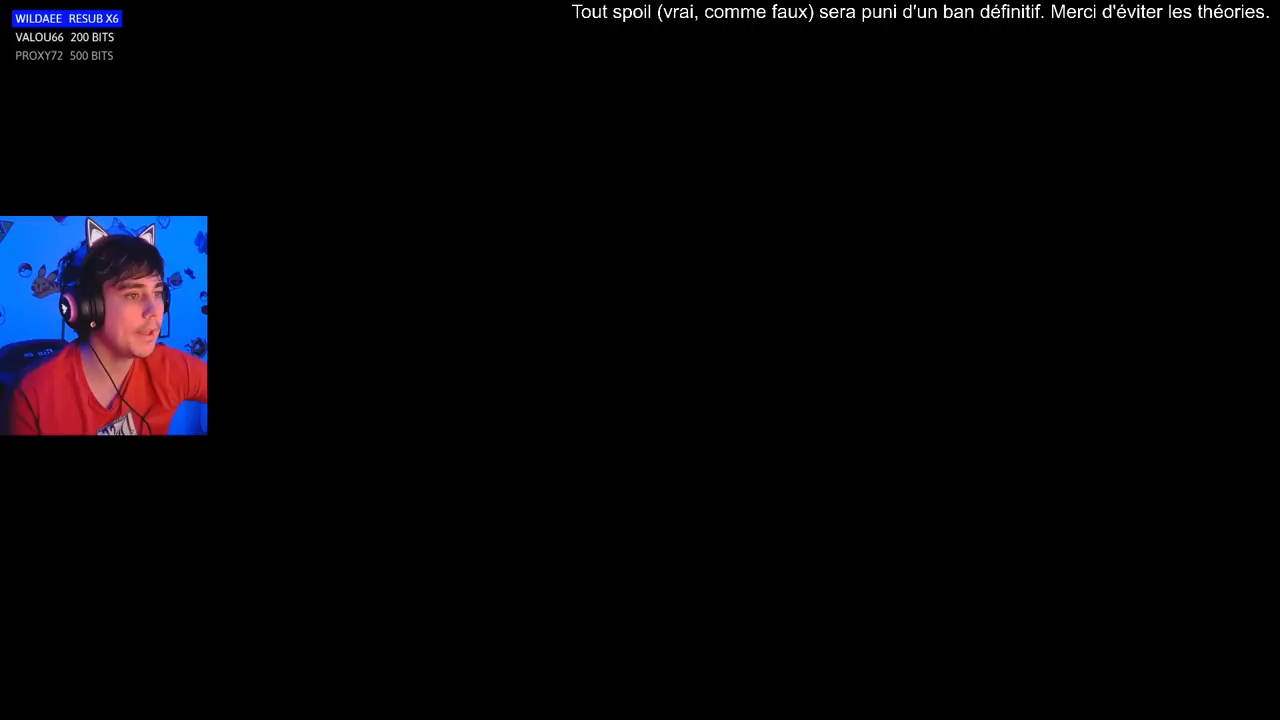 WILDAEE RESUB X6
VALOU66 200 BITS
PROXY72 500 BITS
Tout spoil (vrai, comme faux) sera puni d'un ban définitif. Merci d'éviter les théories.